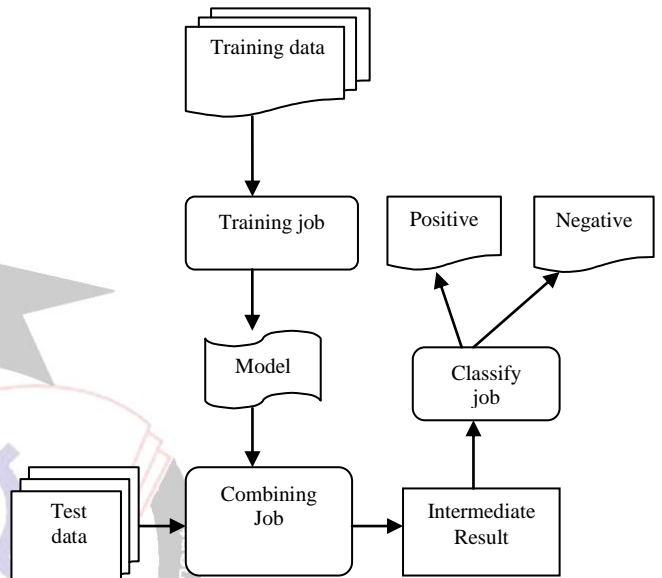 Training data
Training job
Positive
Negative
Model
Classify
job
Test
data
Combining
Job
Intermediate
Result